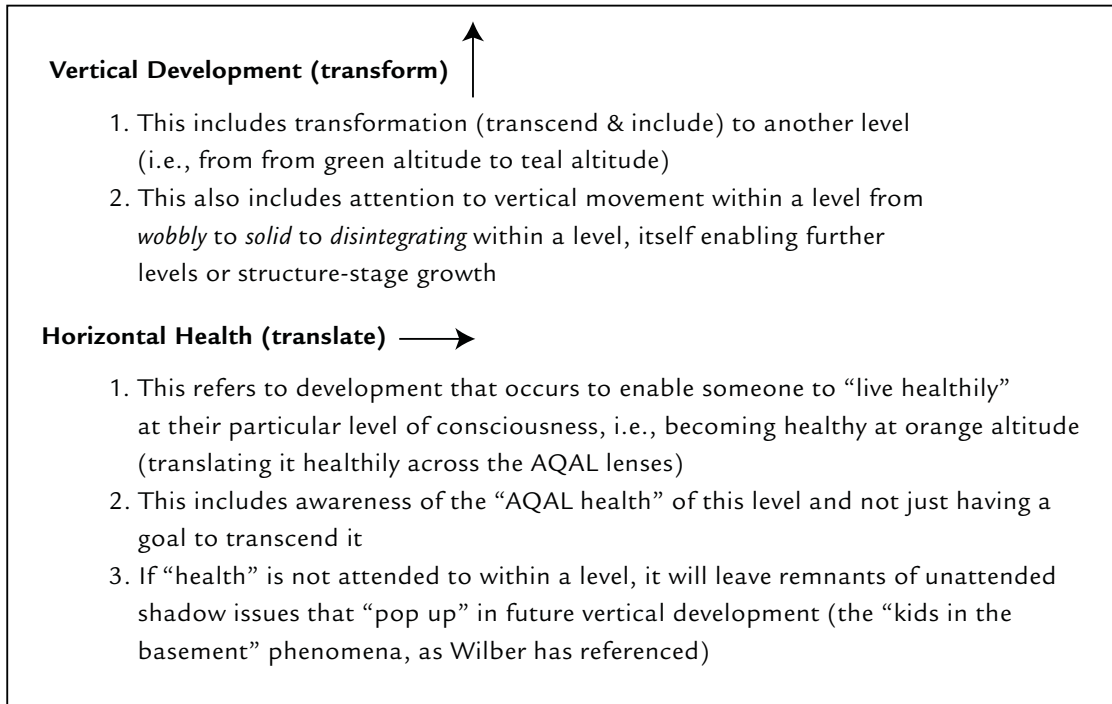 Vertical Development (transform)
1. This includes transformation (transcend & include) to another level
(i.e., from from green altitude to teal altitude)
2. This also includes attention to vertical movement within a level from
wobbly to solid to disintegrating within a level, itself enabling further
levels or structure-stage growth
Horizontal Health (translate)
1. This refers to development that occurs to enable someone to “live healthily”
at their particular level of consciousness, i.e., becoming healthy at orange altitude
(translating it healthily across the AQAL lenses)
2. This includes awareness of the “AQAL health” of this level and not just having a
goal to transcend it
3. If “health” is not attended to within a level, it will leave remnants of unattended
shadow issues that “pop up” in future vertical development (the “kids in the
basement” phenomena, as Wilber has referenced)